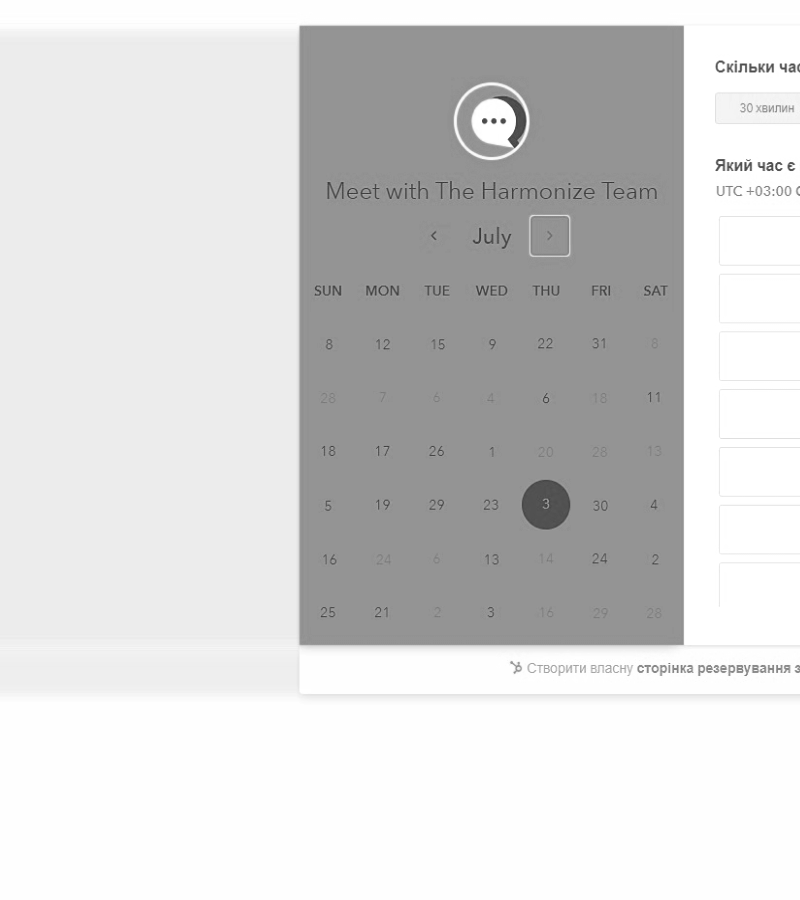 Скільки час
30 хвилин
Який час є
UTC +03:00
Meet with The Harmonize Team
July
SUN MON TUE WED THU FRI SAT
8 12 15 9 22 31 8
28 7 6 4 6 18 11
18 17 26 1 20 28 13
5 19 29 23 3 30 4
16 24 6 13 14 24 2
25 21 2 3 16 29 28
Створити власну сторінка резервування з